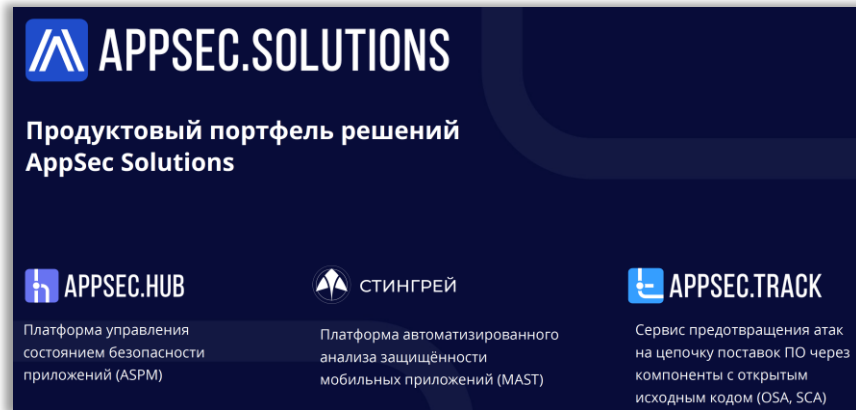 APPSEC.SOLUTIONS
Продуктовый портфель решений
AppSec Solutions
APPSEC.HUB
Платформа управления
состоянием безопасности
приложений (ASPM)
СТИНГРЕЙ
Платформа автоматизированного
анализа защищённости
мобильных приложений (MAST)
APPSEC.TRACK
Сервис предотвращения атак
на цепочку поставок ПО через
компоненты с открытым
исходным кодом (OSA, SCA)